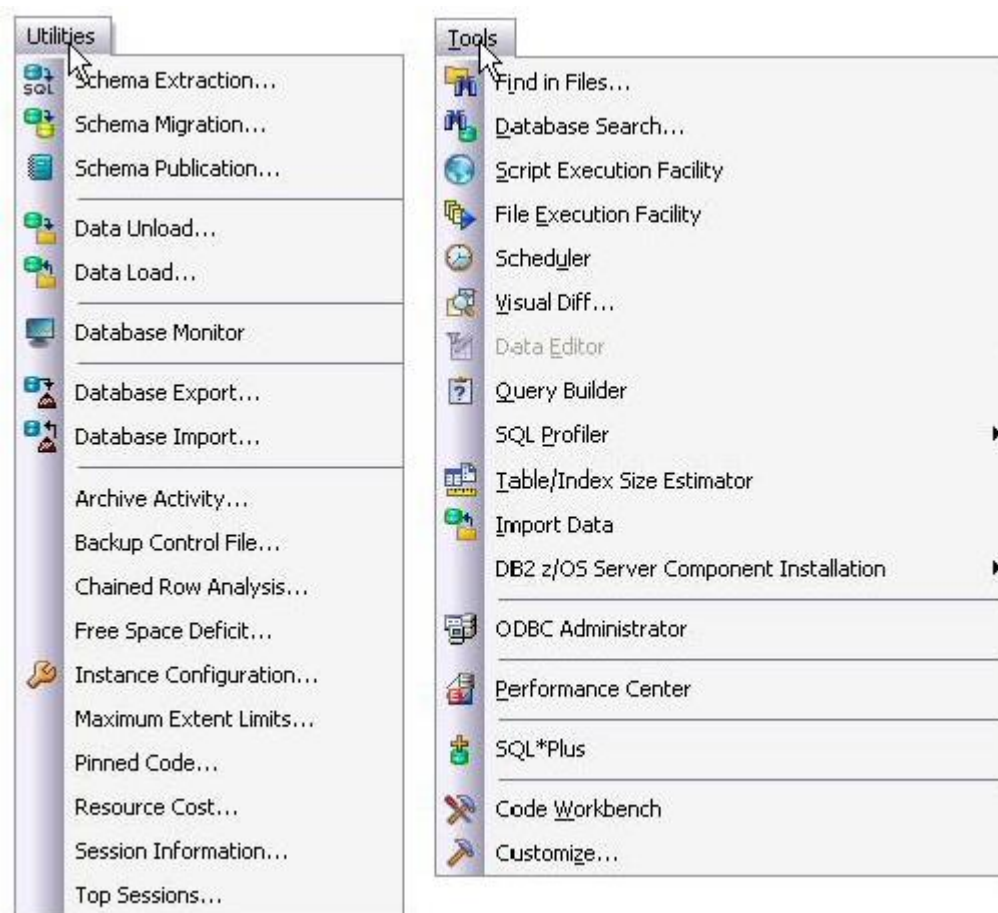 Utilities
SQL
Schema Extraction...
Schema Migration...
Schema Publication...
Data Unload...
Data Load...
Database Monitor
Database Export...
Database Import...
Archive Activity...
Backup Control File...
Chained Row Analysis...
Free Space Deficit...
Instance Configuration...
Maximum Extent Limits...
Pinned Code...
Resource Cost...
Session Information...
Top Sessions...
Tools
Find in Files...
Database Search...
Script Execution Facility
File Execution Facility
Scheduler
Visual Diff...
Data Editor
Query Builder
SQL Profiler
Table/Index Size Estimator
Import Data
DB2 z/OS Server Component Installation
ODBC Administrator
Performance Center
SQL*Plus
Code Workbench
Customize...